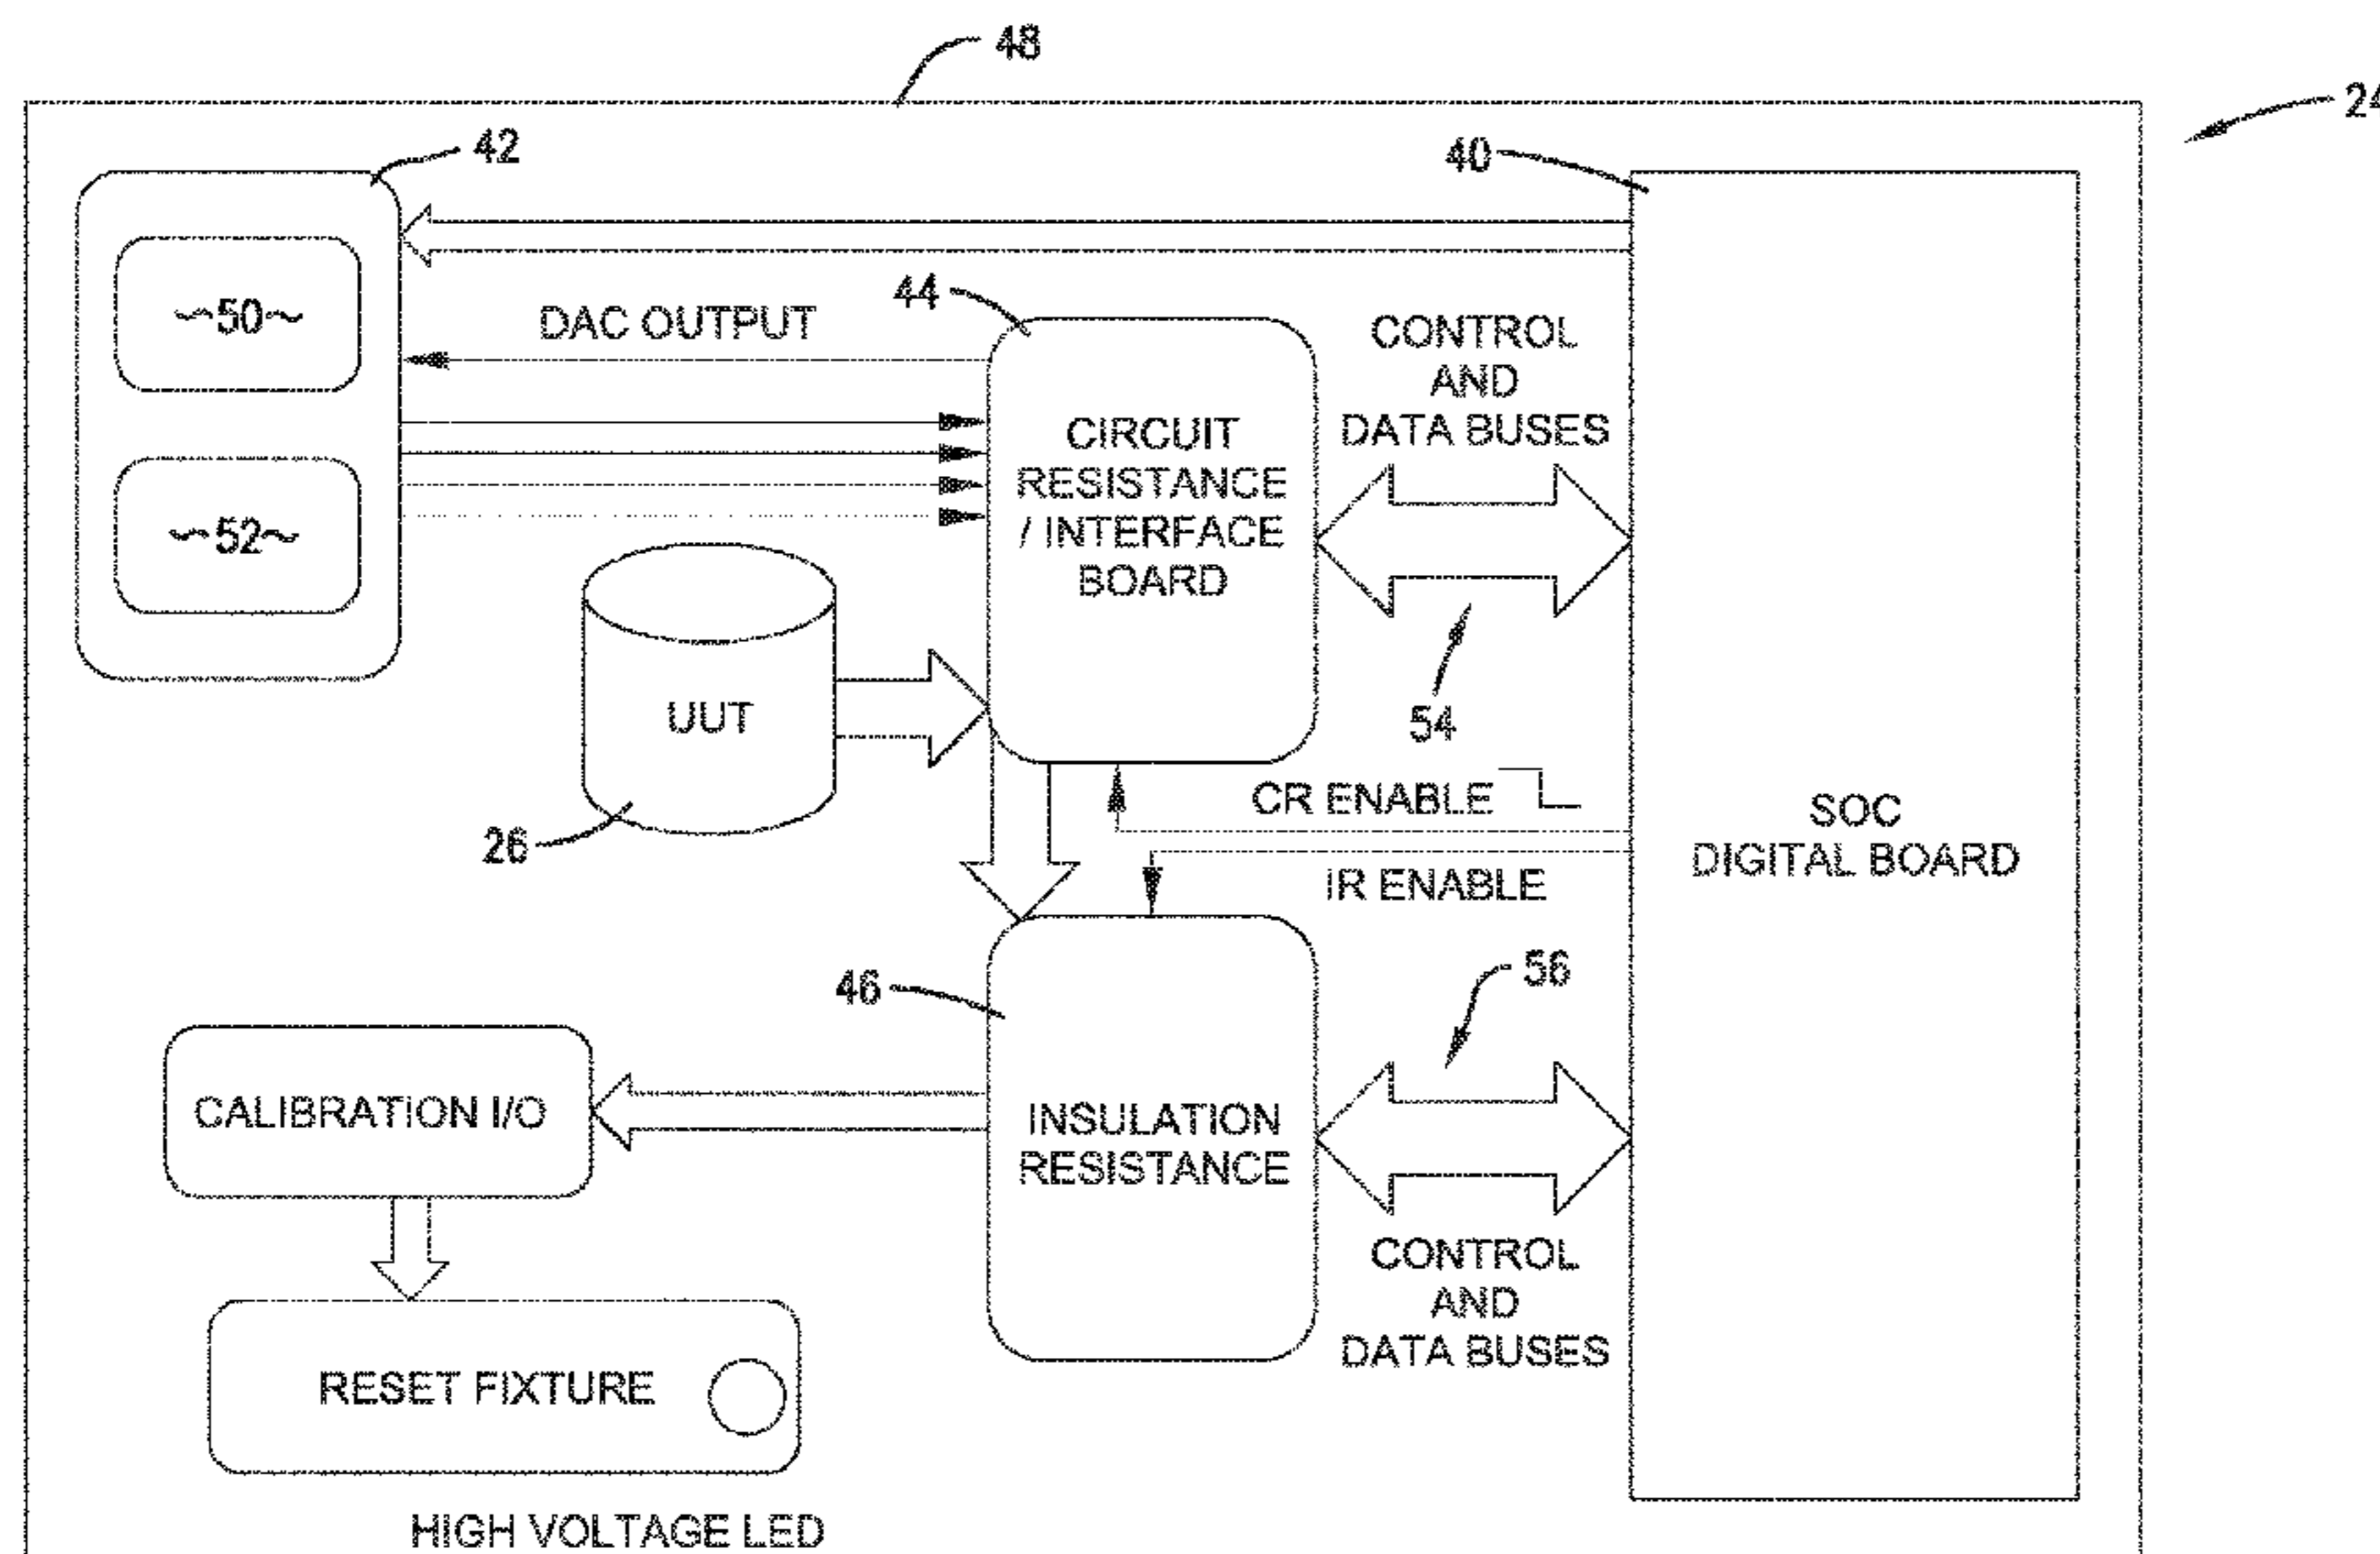 48
24
42
40
~50~
44
DAC OUTPUT
CONTROL
AND
DATA BUSES
CIRCUIT
RESISTANCE
/ INTERFACE
BOARD
~52~
UUT
54
CR ENABLE
SOC
DIGITAL BOARD
26
IR ENABLE
46
56
CALIBRATION I/O
INSULATION
RESISTANCE
CONTROL
AND
DATA BUSES
RESET FIXTURE
HIGH VOLTAGE LED